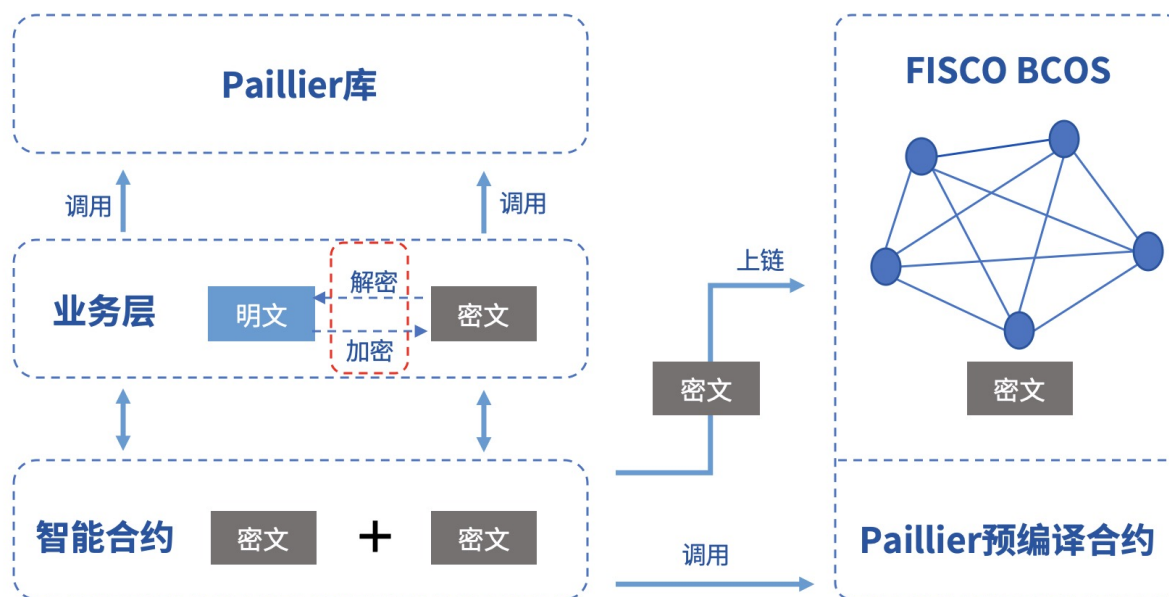 Paillier库
调用
调用
业务层
明文
解密
加密
密文
智能合约
密文
+
密文
上链
密文
调用
FISCO BCOS
密文
Paillier预编译合约